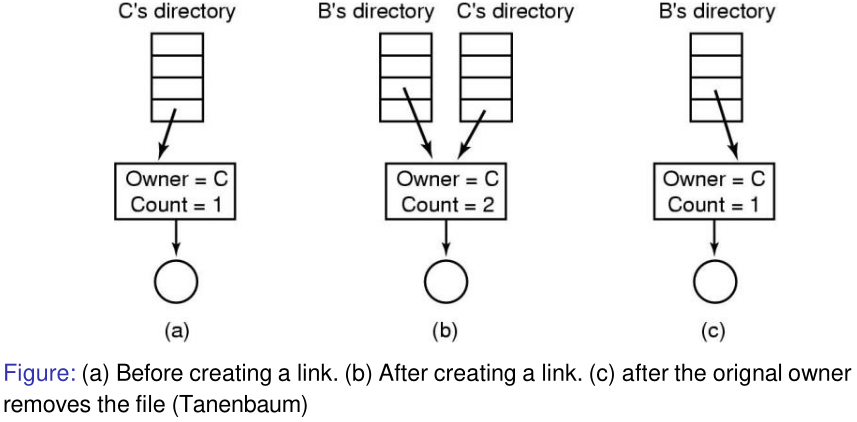 C's directory
B's directory
C's directory
B's directory
Owner = C
Count = 1
Owner = C
Count = 2
Owner = C
Count = 1
(a)
(b)
(c)
Figure: (a) Before creating a link. (b) After creating a link. (c) after the orignal owner
removes the file (Tanenbaum)